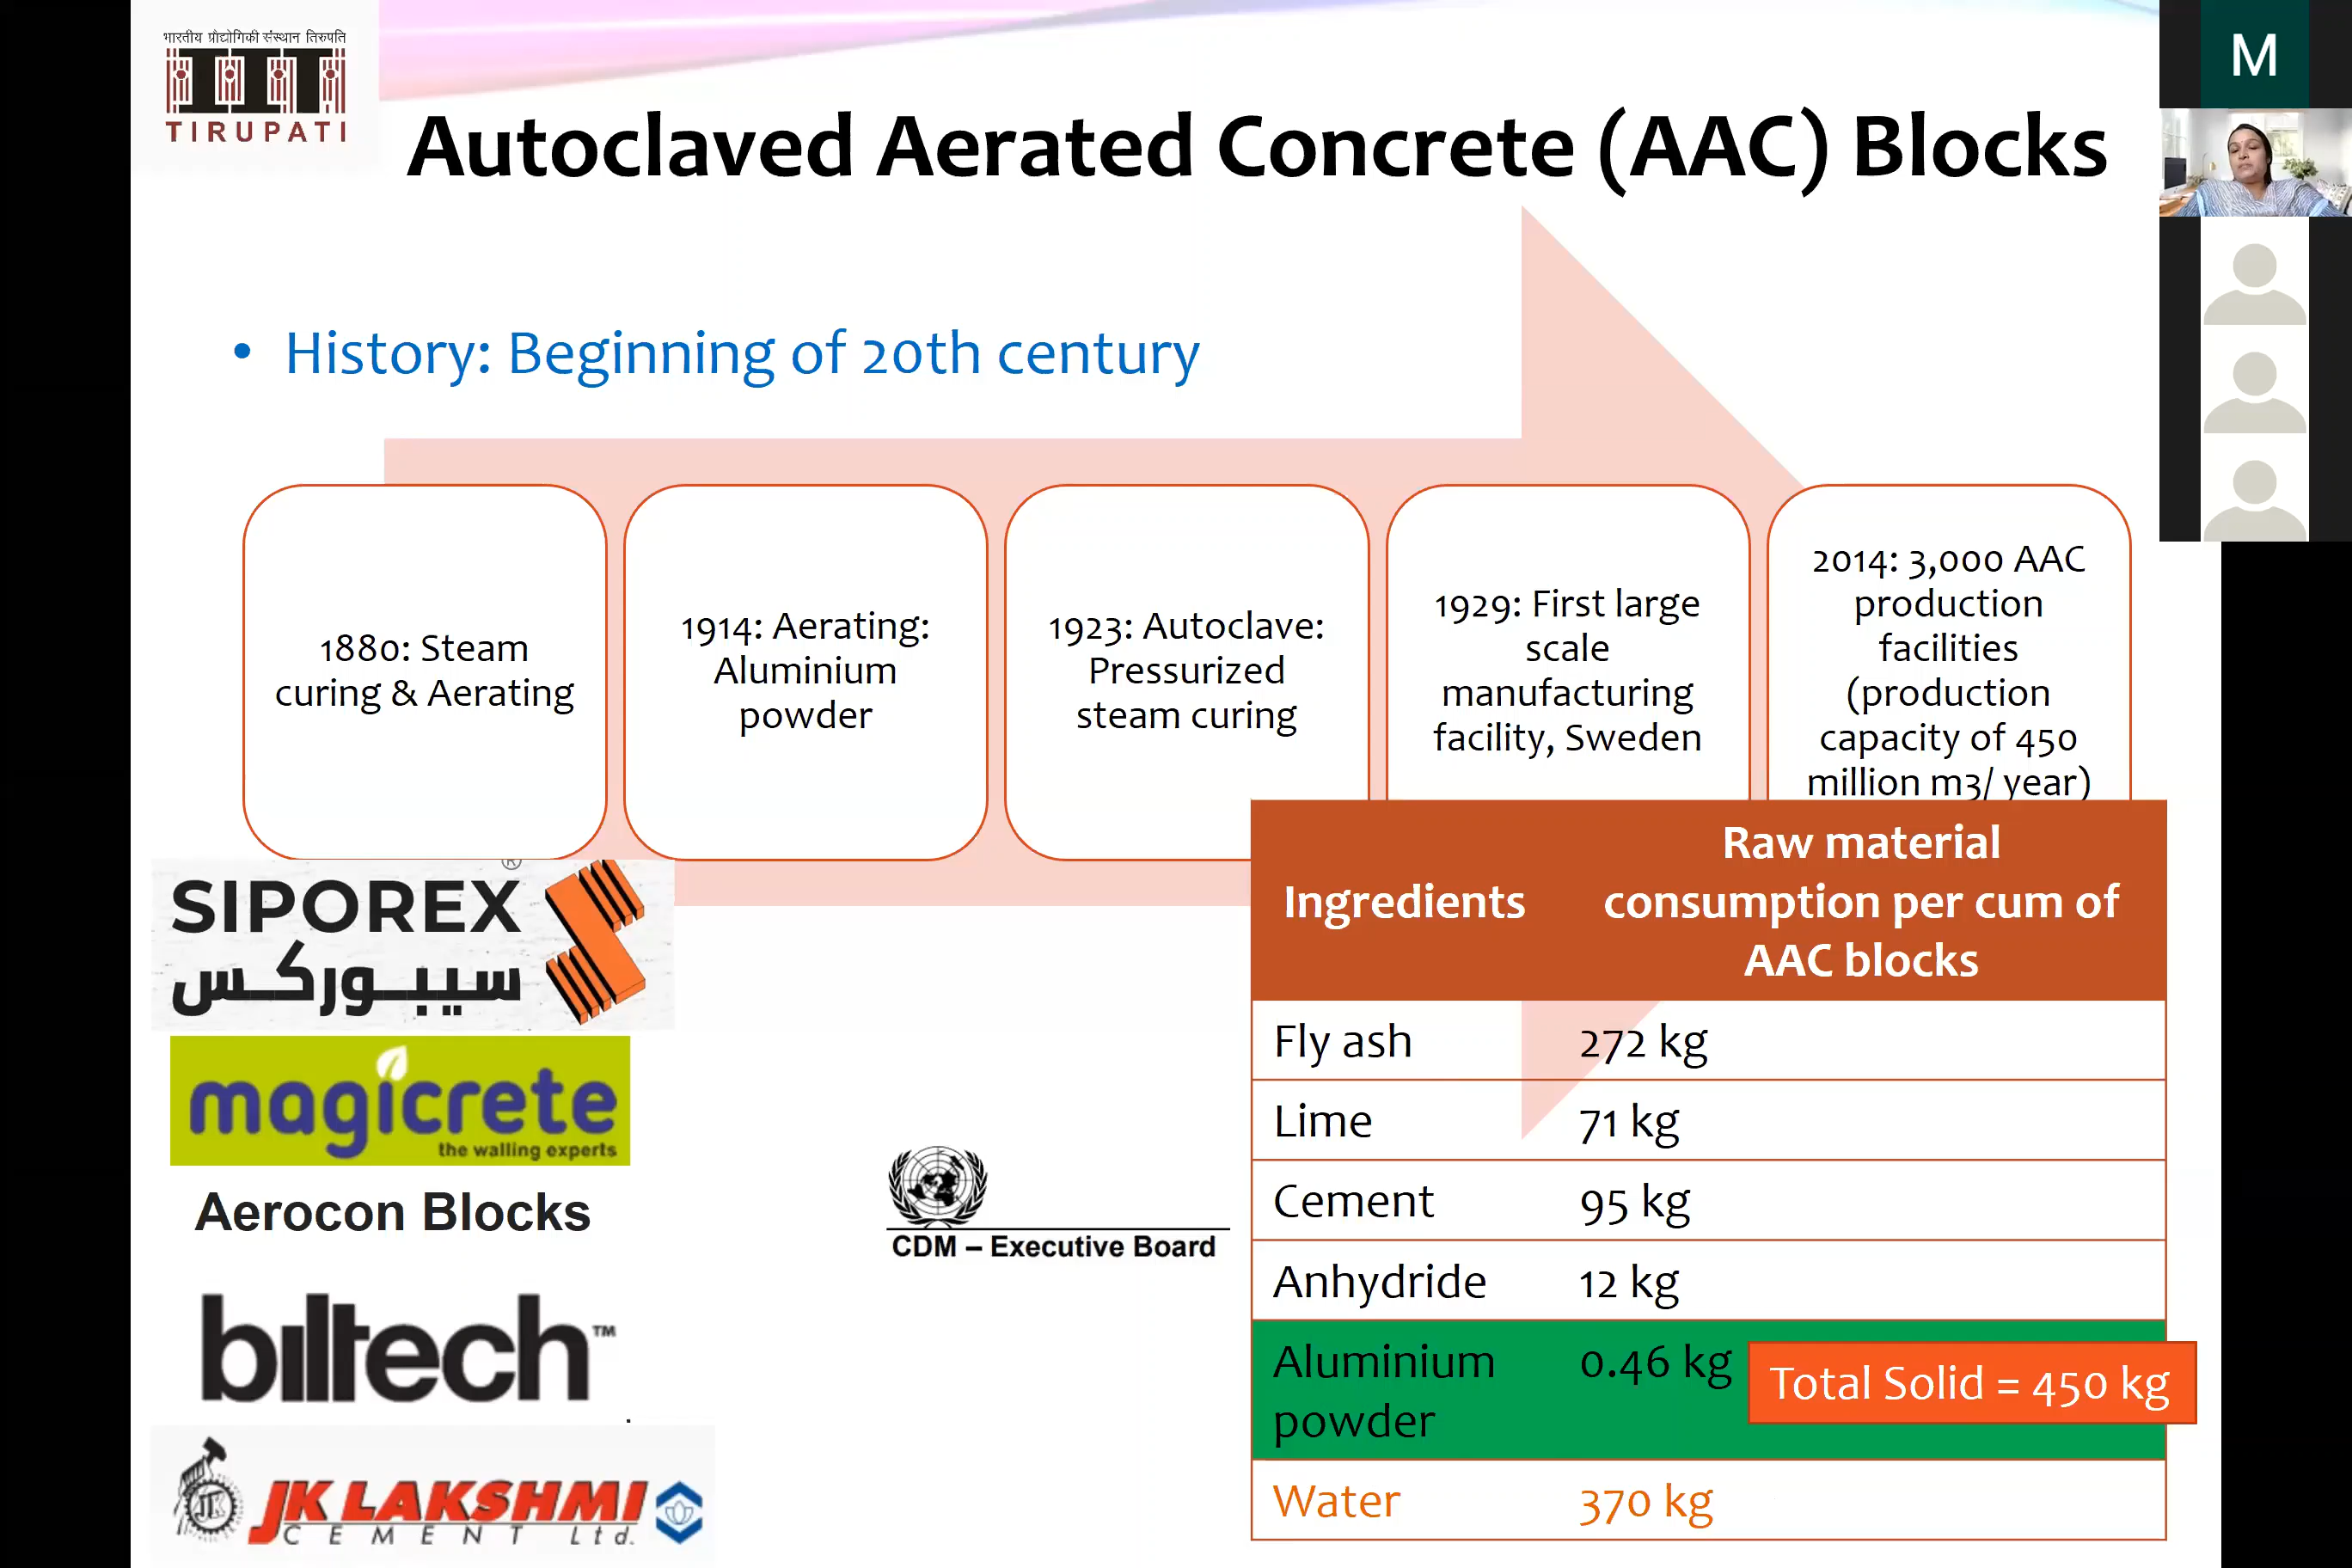 भारतीय प्रौद्योगिकी संस्थान तिरुपति
TIRUPATI
M
Autoclaved Aerated Concrete (AAC) Blocks
• History: Beginning of 20th century
1880: Steam
curing & Aerating
1914: Aerating:
Aluminium
powder
1923: Autoclave:
Pressurized
steam curing
1929: First large
scale
manufacturing
facility, Sweden
2014: 3,000 AAC
production
facilities
(production
capacity of 450
million m3/ year)
SIPOREX ®
سيبوركس
magicrete
the walling experts
Aerocon Blocks
biltech™
JK LAKSHMI
CEMENT Ltd.
CDM – Executive Board
Ingredients
Raw material
consumption per cum of
AAC blocks
Fly ash 272 kg
Lime 71 kg
Cement 95 kg
Anhydride 12 kg
Aluminium 0.46 kg
powder
Total Solid = 450 kg
Water 370 kg